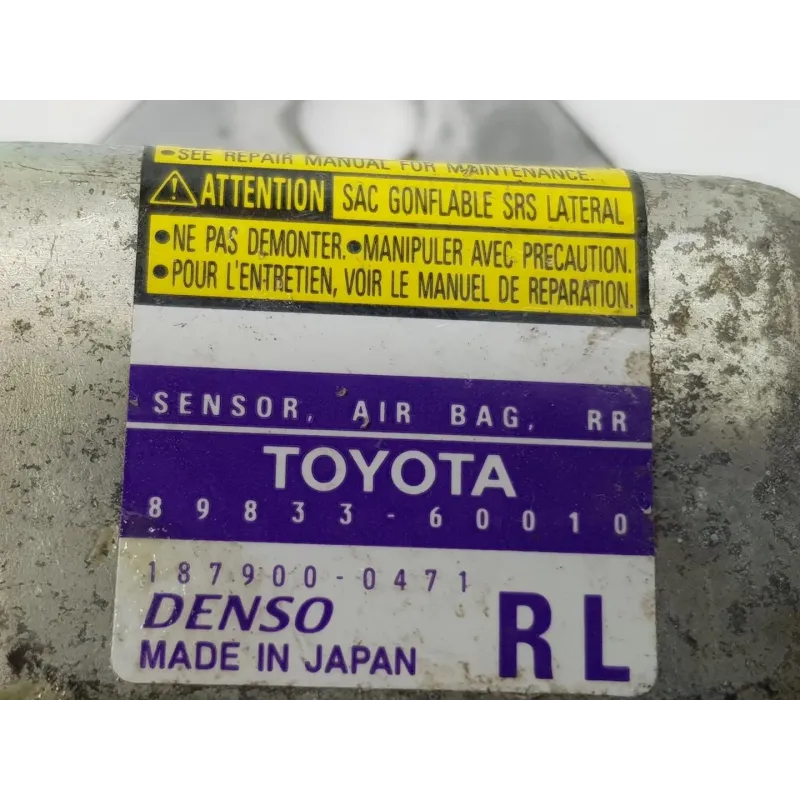 •SEE REPAIR MANUAL FOR MAINTENANCE.
ATTENTION SAC GONFLABLE SRS LATERAL
•NE PAS DEMONTER. •MANIPULER AVEC PRECAUTION.
•POUR L'ENTRETIEN, VOIR LE MANUEL DE REPARATION.
SENSOR, AIR BAG, RR
TOYOTA
89833-60010
187900-0471
DENSO
MADE IN JAPAN
RL